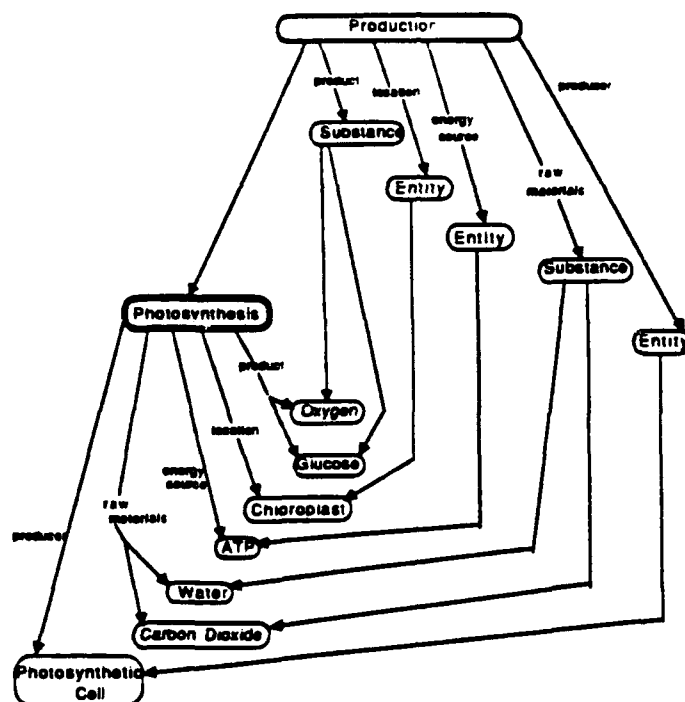 Production
product
location
producer
energy
source
Substance
raw
materials
Entity
Entity
Substance
Photosynthesis
Entity
product
Oxygen
location
Glucose
energy
source
raw
materials
Chloroplast
producer
ATP
Water
Carbon Dioxide
Photosynthetic
Cell